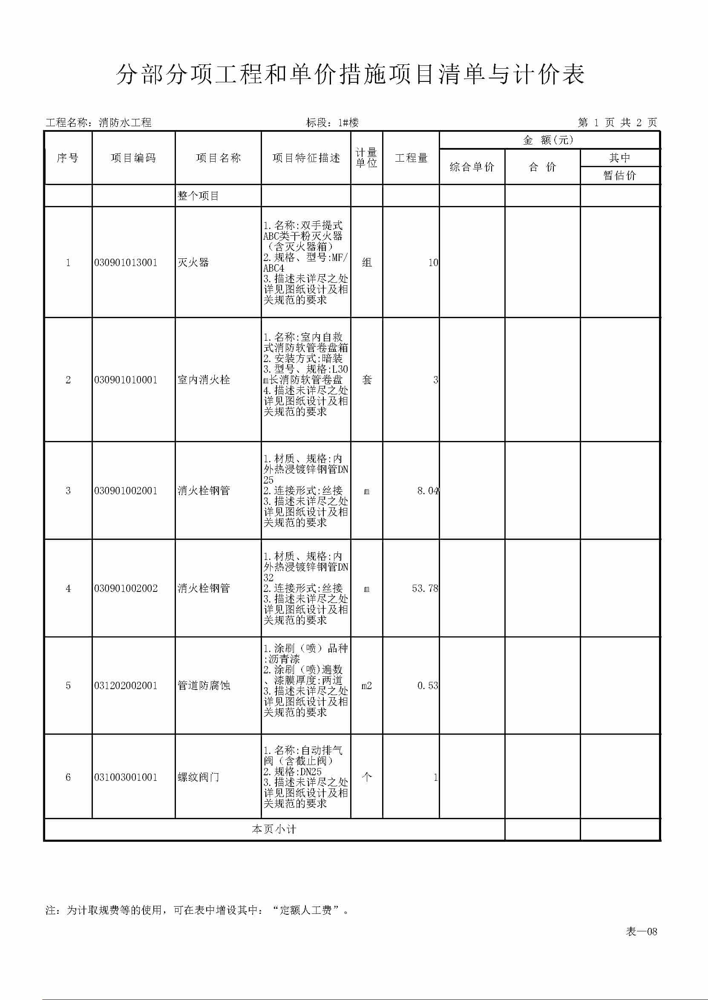 分部分项工程和单价措施项目清单与计价表
工程名称：消防水工程 标段：1#楼 第 1 页 共 2 页
序号 项目编码 项目名称 项目特征描述 计量单位 工程量 金 额(元)
综合单价 合 价 其中
暂估价
整个项目
1 030901013001 灭火器
1.名称:双手提式
ABC类干粉灭火器
（含灭火器箱）
2.规格、型号:MF/
ABC4
3.描述未详尽之处
详见图纸设计及相
关规范的要求
组 10
2 030901010001 室内消火栓
1.名称:室内自救
式消防软管卷盘箱
2.安装方式:暗装
3.型号、规格:L30
m长消防软管卷盘
4.描述未详尽之处
详见图纸设计及相
关规范的要求
套 3
3 030901002001 消火栓钢管
1.材质、规格:内
外热浸镀锌钢管DN
25
2.连接形式:丝接
3.描述未详尽之处
详见图纸设计及相
关规范的要求
m 8.04
4 030901002002 消火栓钢管
1.材质、规格:内
外热浸镀锌钢管DN
32
2.连接形式:丝接
3.描述未详尽之处
详见图纸设计及相
关规范的要求
m 53.78
5 031202002001 管道防腐蚀
1.涂刷（喷）品种
:沥青漆
2.涂刷（喷)遍数
、漆膜厚度:两道
3.描述未详尽之处
详见图纸设计及相
关规范的要求
m2 0.53
6 031003001001 螺纹阀门
1.名称:自动排气
阀（含截止阀）
2.规格:DN25
3.描述未详尽之处
详见图纸设计及相
关规范的要求
个 1
本页小计
注：为计取规费等的使用，可在表中增设其中：“定额人工费”。
表—08